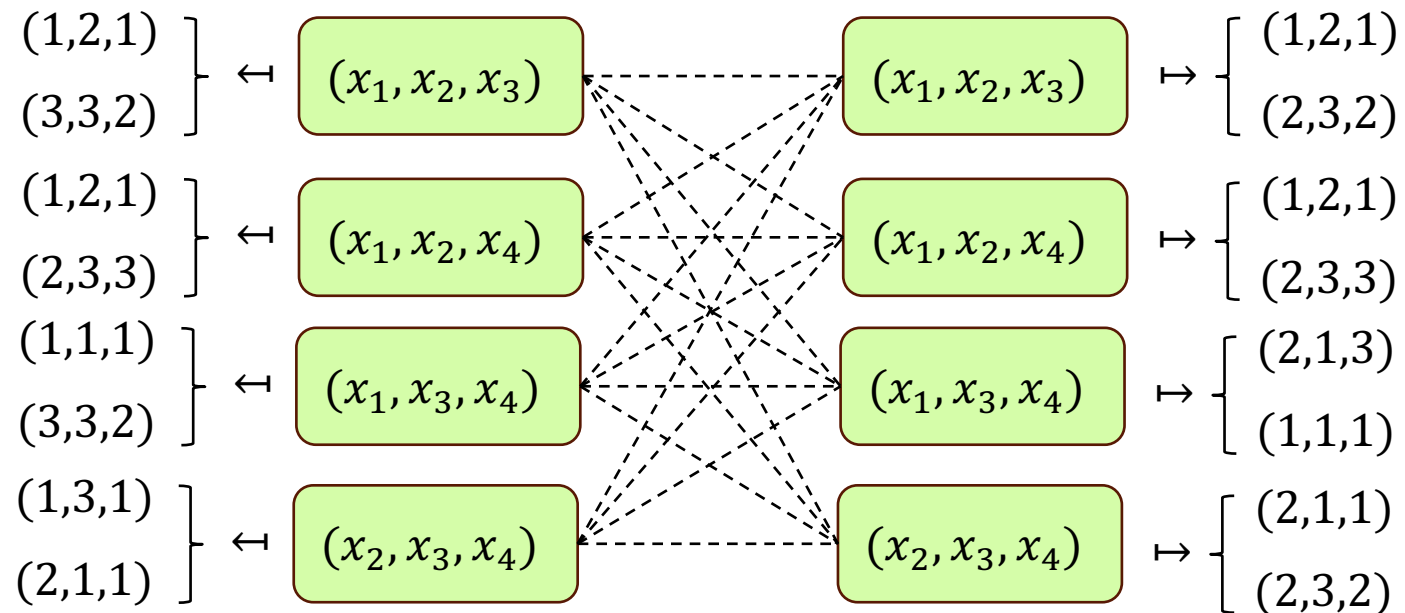 (1,2,1) ↤ (x₁, x₂, x₃) (x₁, x₂, x₃) ↦ (1,2,1)
(3,3,2) (2,3,2)
(1,2,1) ↤ (x₁, x₂, x₄) (x₁, x₂, x₄) ↦ (1,2,1)
(2,3,3) (2,3,3)
(1,1,1) ↤ (x₁, x₃, x₄) (x₁, x₃, x₄) ↦ (2,1,3)
(3,3,2) (1,1,1)
(1,3,1) ↤ (x₂, x₃, x₄) (x₂, x₃, x₄) ↦ (2,1,1)
(2,1,1) (2,3,2)